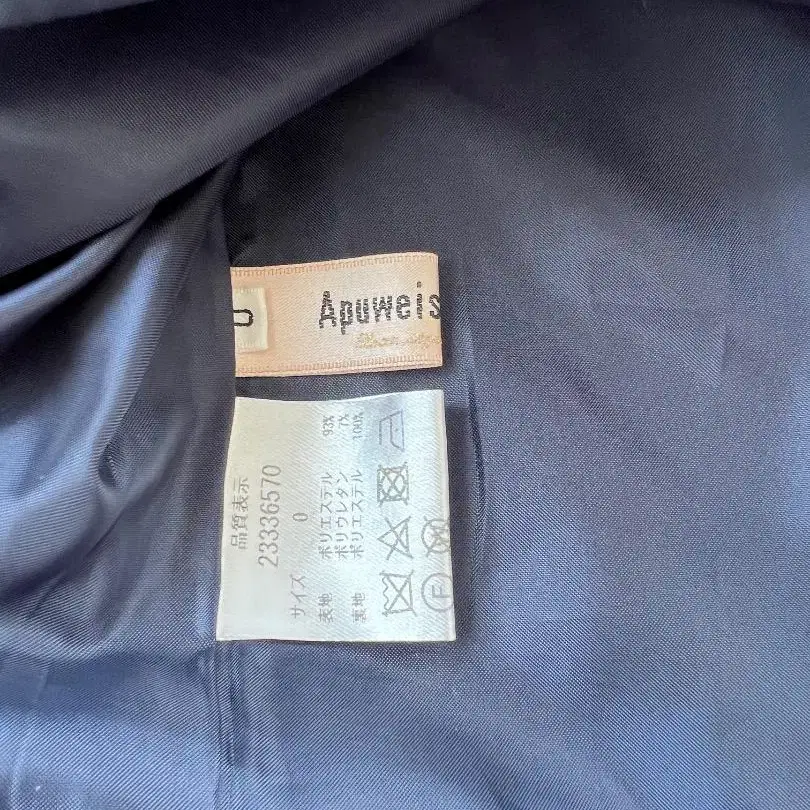 0
Apuweis
品質表示
23336570
サイズ 0
表地 ポリエステル 93%
ポリウレタン 7%
裏地 ポリエステル 100%
F